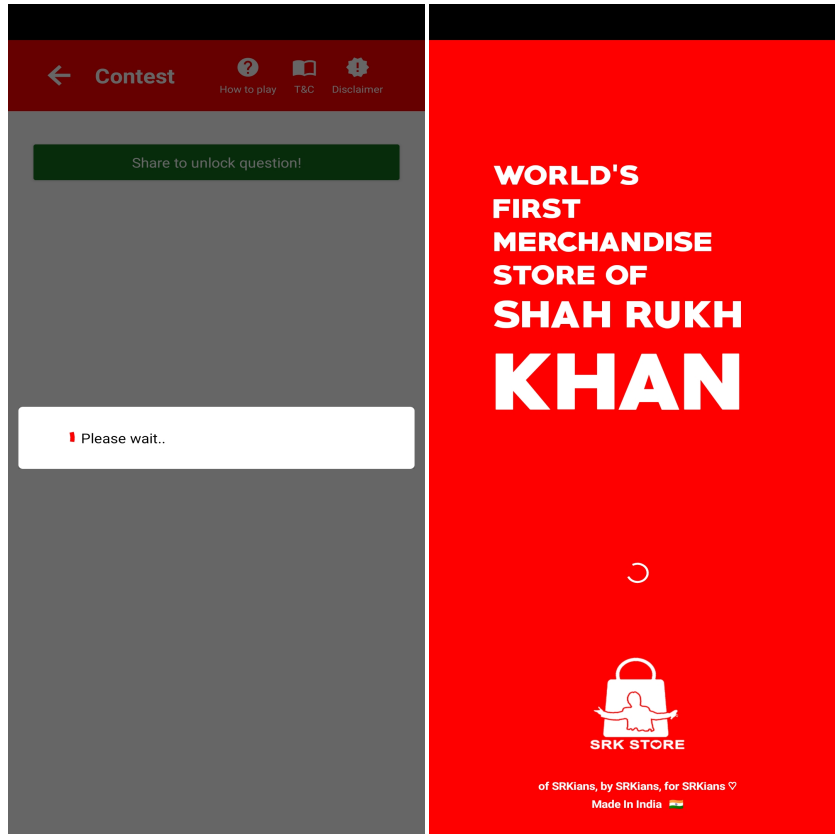 Contest
How to play
T&C
Disclaimer
Share to unlock question!
Please wait..
WORLD'S
FIRST
MERCHANDISE
STORE OF
SHAH RUKH
KHAN
SRK STORE
of SRKians, by SRKians, for SRKians ♡
Made In India 🇮🇳